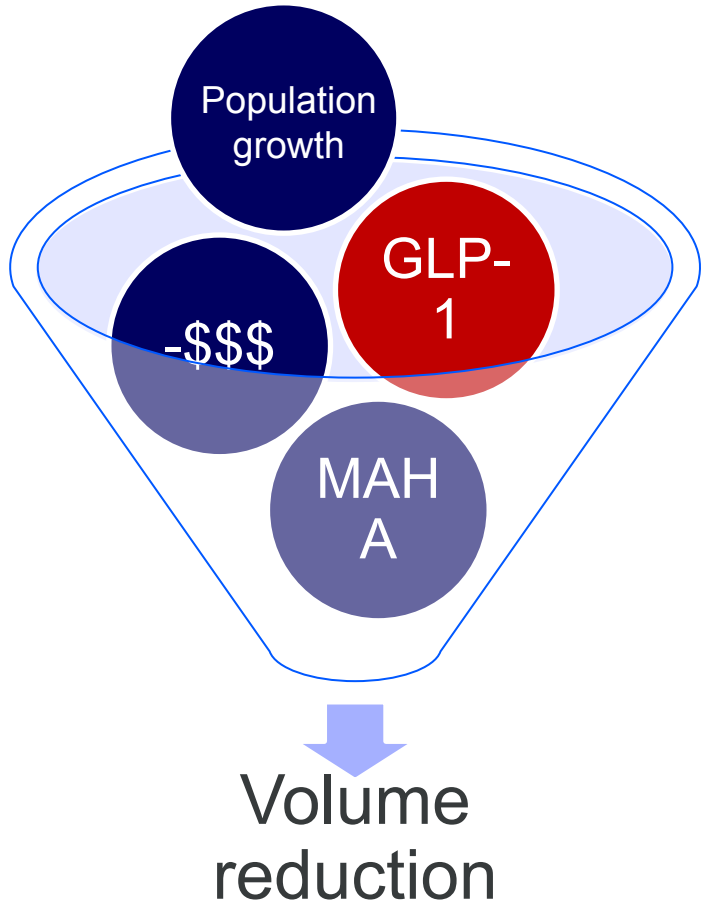 Population
growth
GLP-
1
-$$$
MAH
A
Volume
reduction